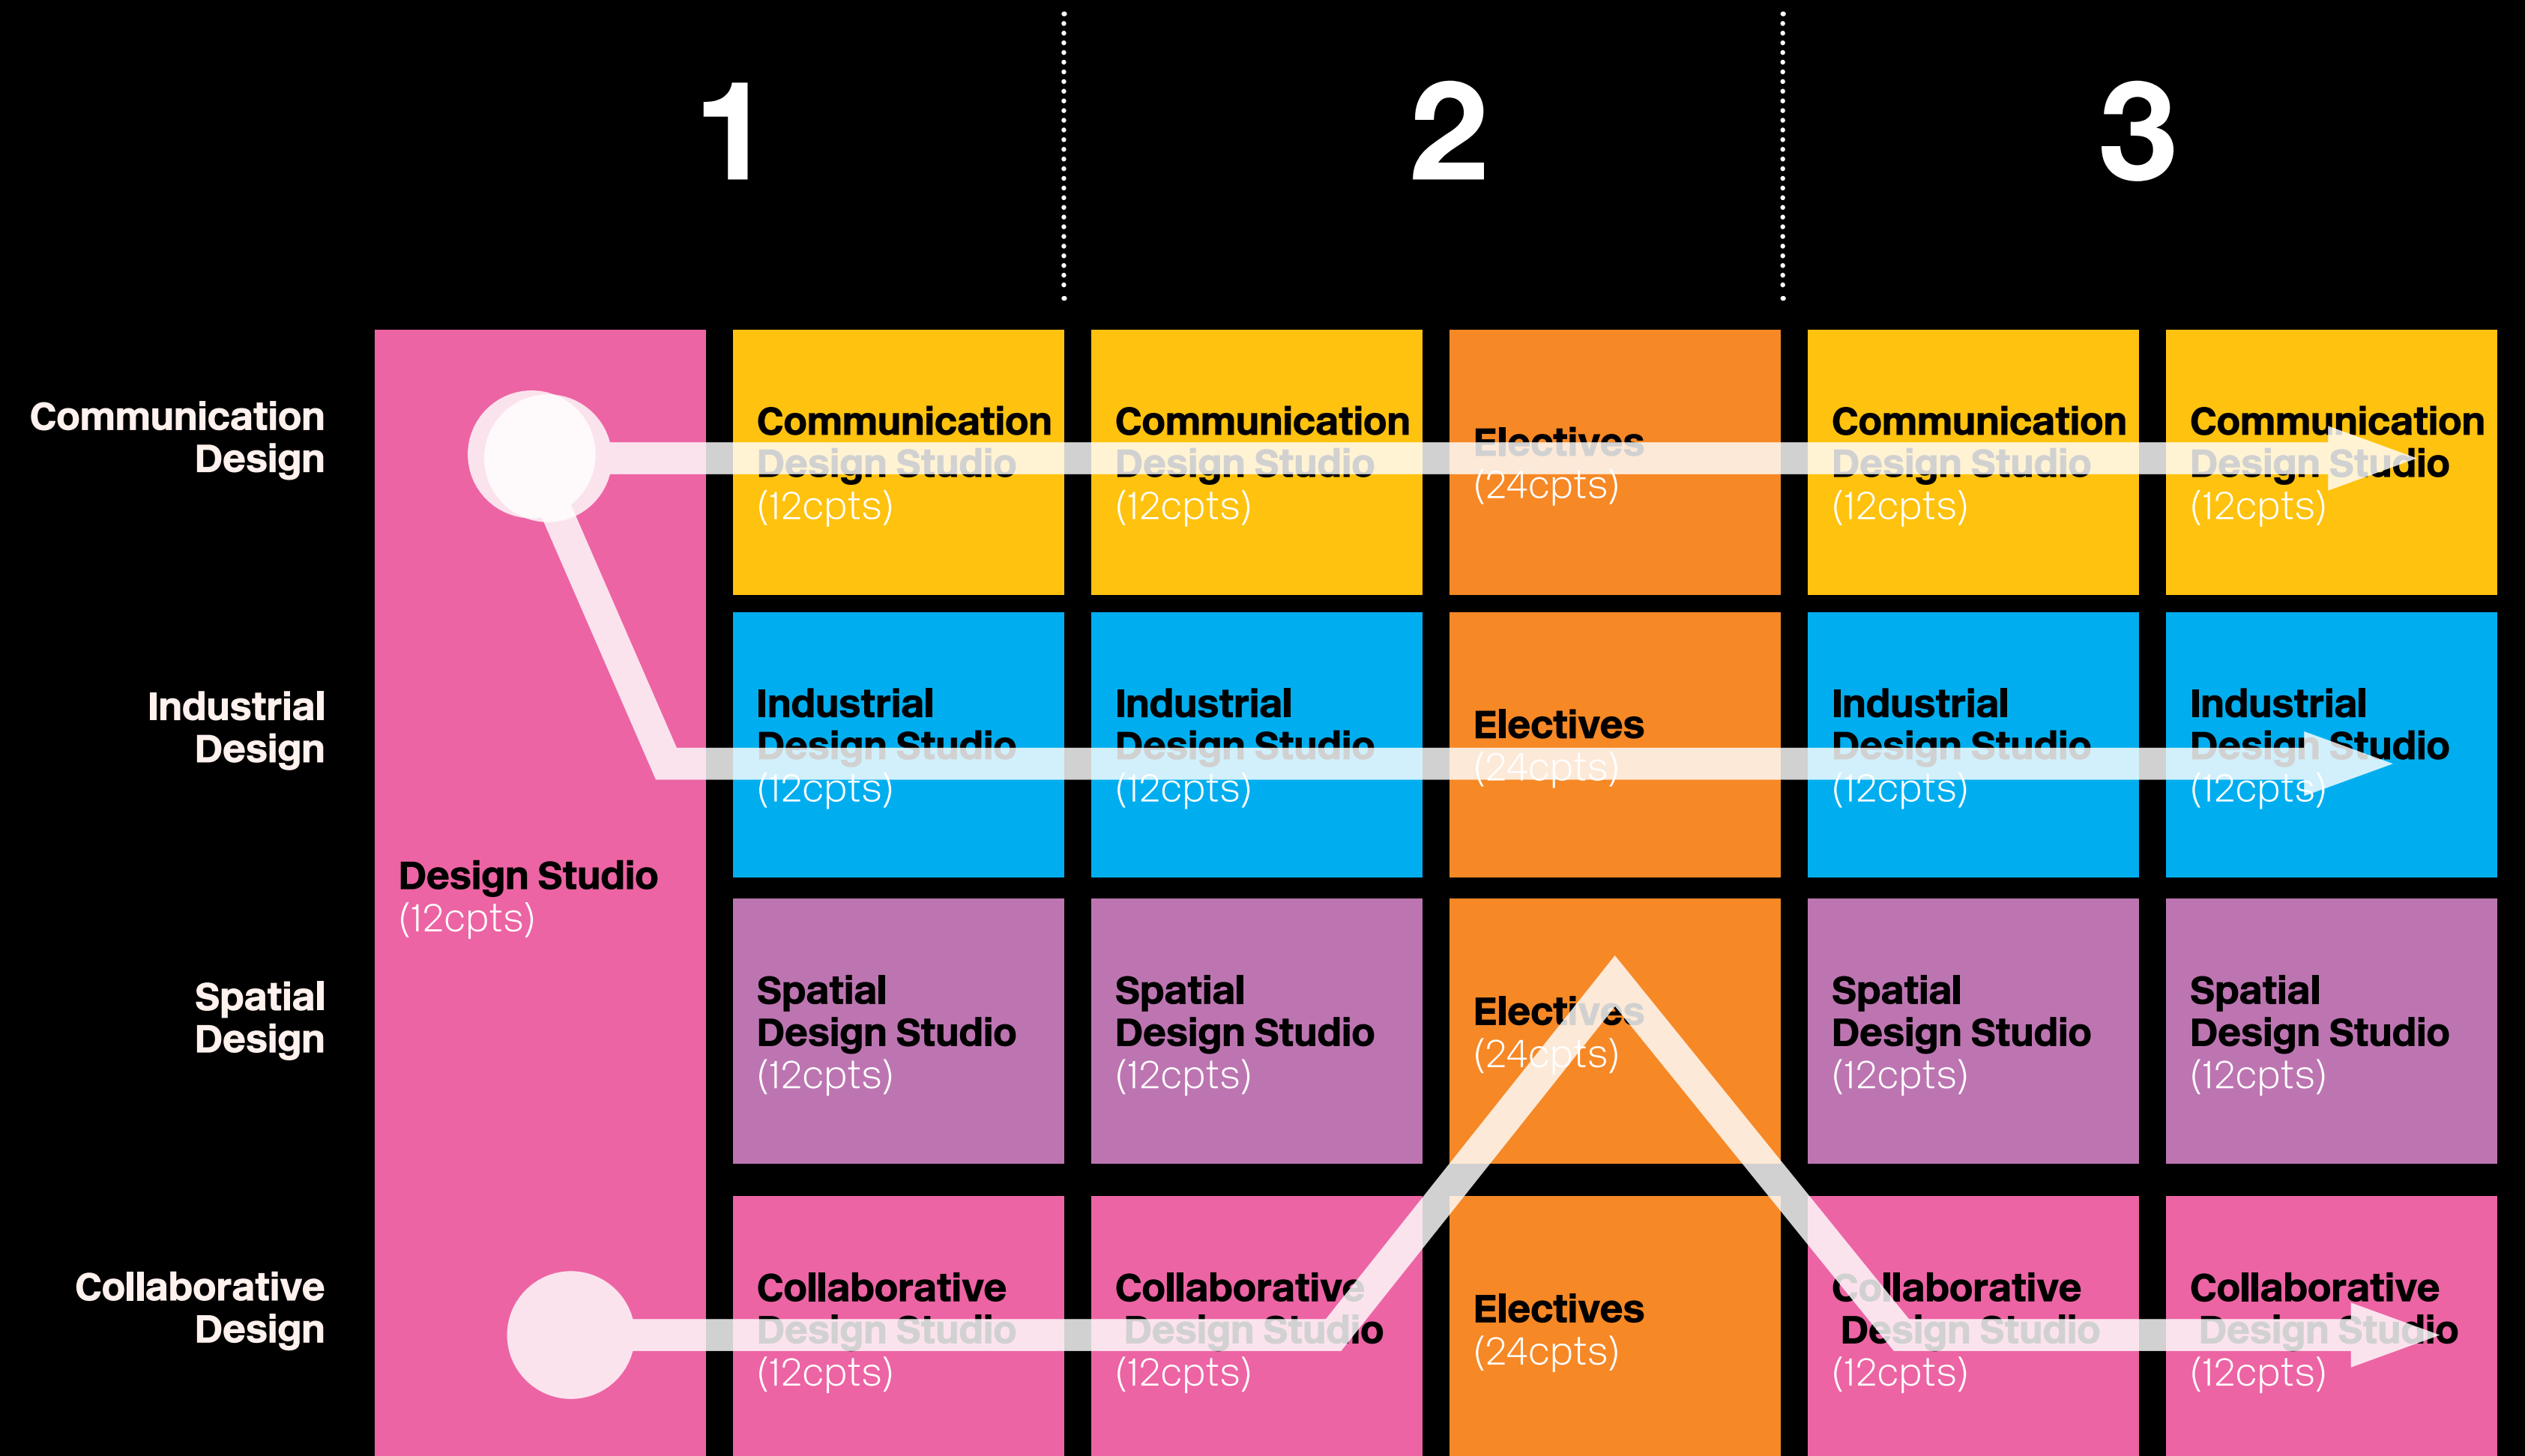 1
2
3
Communication
Design
Communication
Design Studio
(12cpts)
Communication
Design Studio
(12cpts)
Electives
(24cpts)
Communication
Design Studio
(12cpts)
Communication
Design Studio
(12cpts)
Industrial
Design
Industrial
Design Studio
(12cpts)
Industrial
Design Studio
(12cpts)
Electives
(24cpts)
Industrial
Design Studio
(12cpts)
Industrial
Design Studio
(12cpts)
Design Studio
(12cpts)
Spatial
Design
Spatial
Design Studio
(12cpts)
Spatial
Design Studio
(12cpts)
Electives
(24cpts)
Spatial
Design Studio
(12cpts)
Spatial
Design Studio
(12cpts)
Collaborative
Design
Collaborative
Design Studio
(12cpts)
Collaborative
Design Studio
(12cpts)
Electives
(24cpts)
Collaborative
Design Studio
(12cpts)
Collaborative
Design Studio
(12cpts)